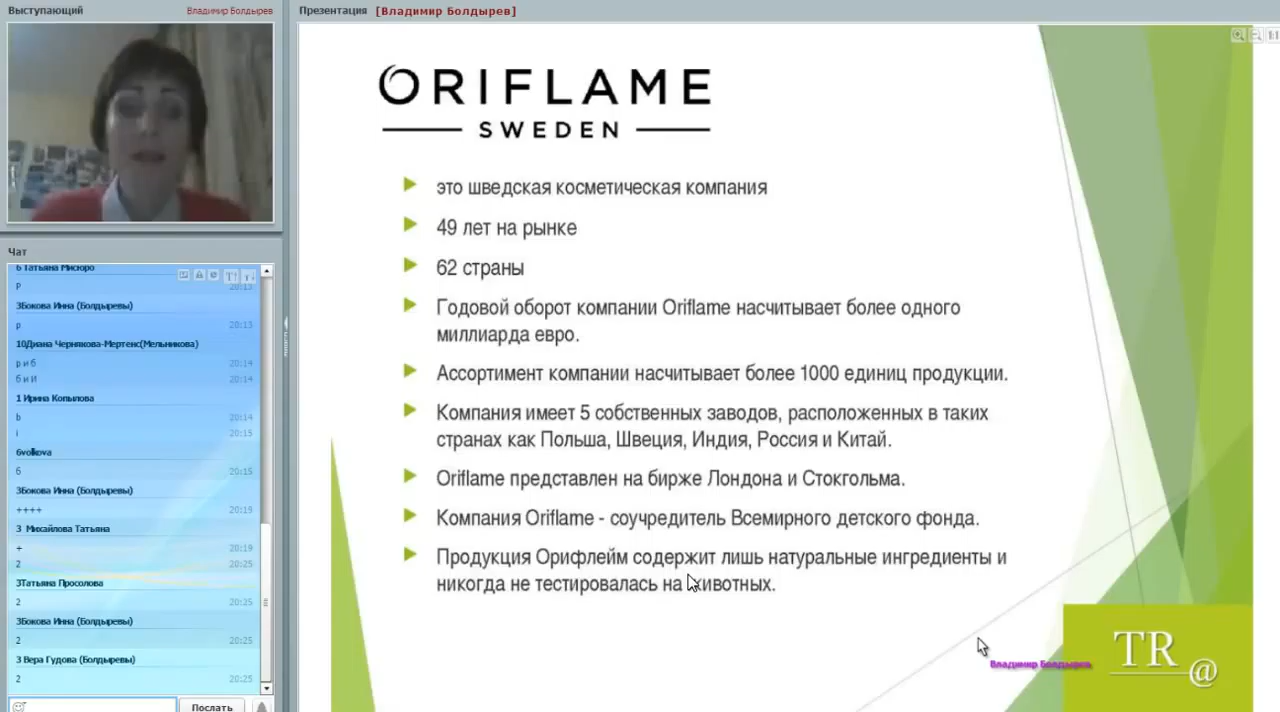 Выступающий
Владимир Болдырев
Чат
6 Татьяна Мисюро
р
20:13
3Бокова Инна (Болдыревы)
р
20:13
10Диана Чернякова-Мертенс(Мельникова)
р и б
20:14
б и И
20:14
1 Ирина Копылова
b
20:14
i
20:15
6volkova
б
20:15
3Бокова Инна (Болдыревы)
++++
20:19
3 Михайлова Татьяна
+
20:19
2
20:25
3Татьяна Просолова
2
20:25
3Бокова Инна (Болдыревы)
2
20:25
3 Вера Гудова (Болдыревы)
2
20:25
Послать
Презентация [Владимир Болдырев]
ORIFLAME
SWEDEN
это шведская косметическая компания
49 лет на рынке
62 страны
Годовой оборот компании Oriflame насчитывает более одного
миллиарда евро.
Ассортимент компании насчитывает более 1000 единиц продукции.
Компания имеет 5 собственных заводов, расположенных в таких
странах как Польша, Швеция, Индия, Россия и Китай.
Oriflame представлен на бирже Лондона и Стокгольма.
Компания Oriflame - соучредитель Всемирного детского фонда.
Продукция Орифлейм содержит лишь натуральные ингредиенты и
никогда не тестировалась на животных.
Владимир Болдырев
TR
@